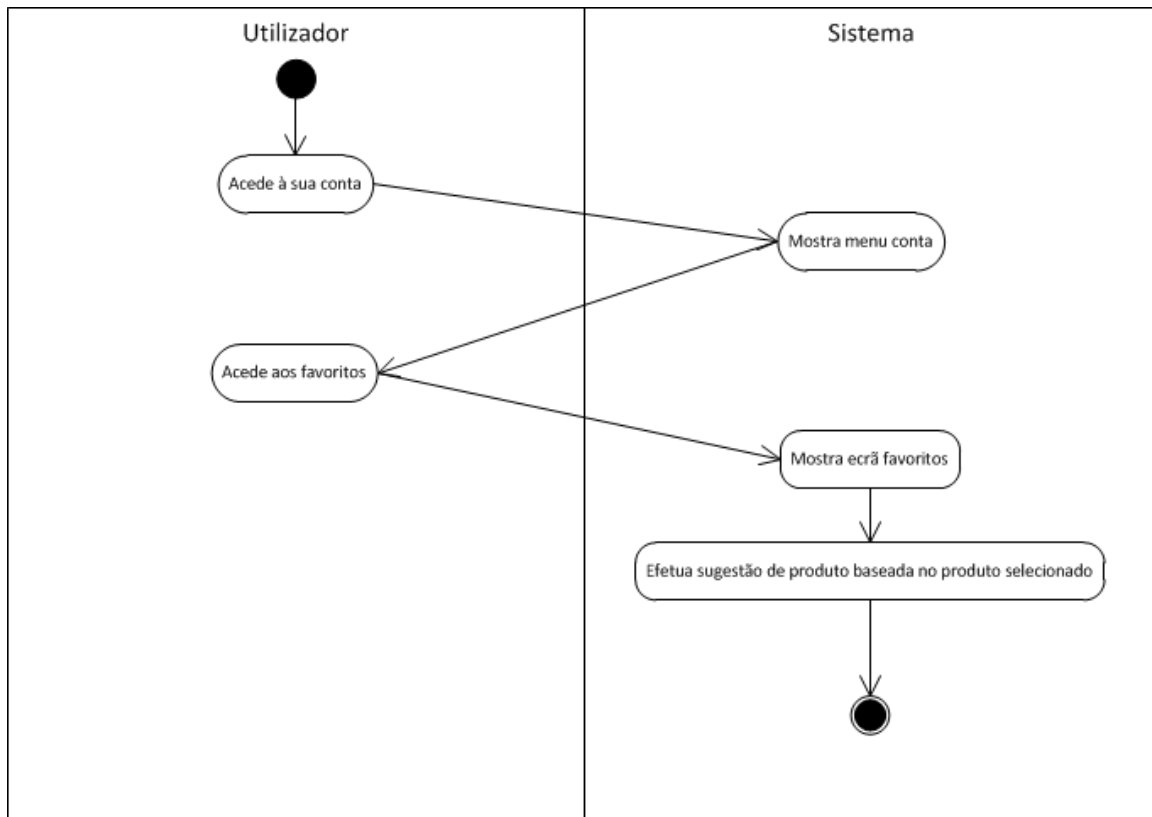 Utilizador
Sistema
Acede à sua conta
Mostra menu conta
Acede aos favoritos
Mostra ecrã favoritos
Efetua sugestão de produto baseada no produto selecionado